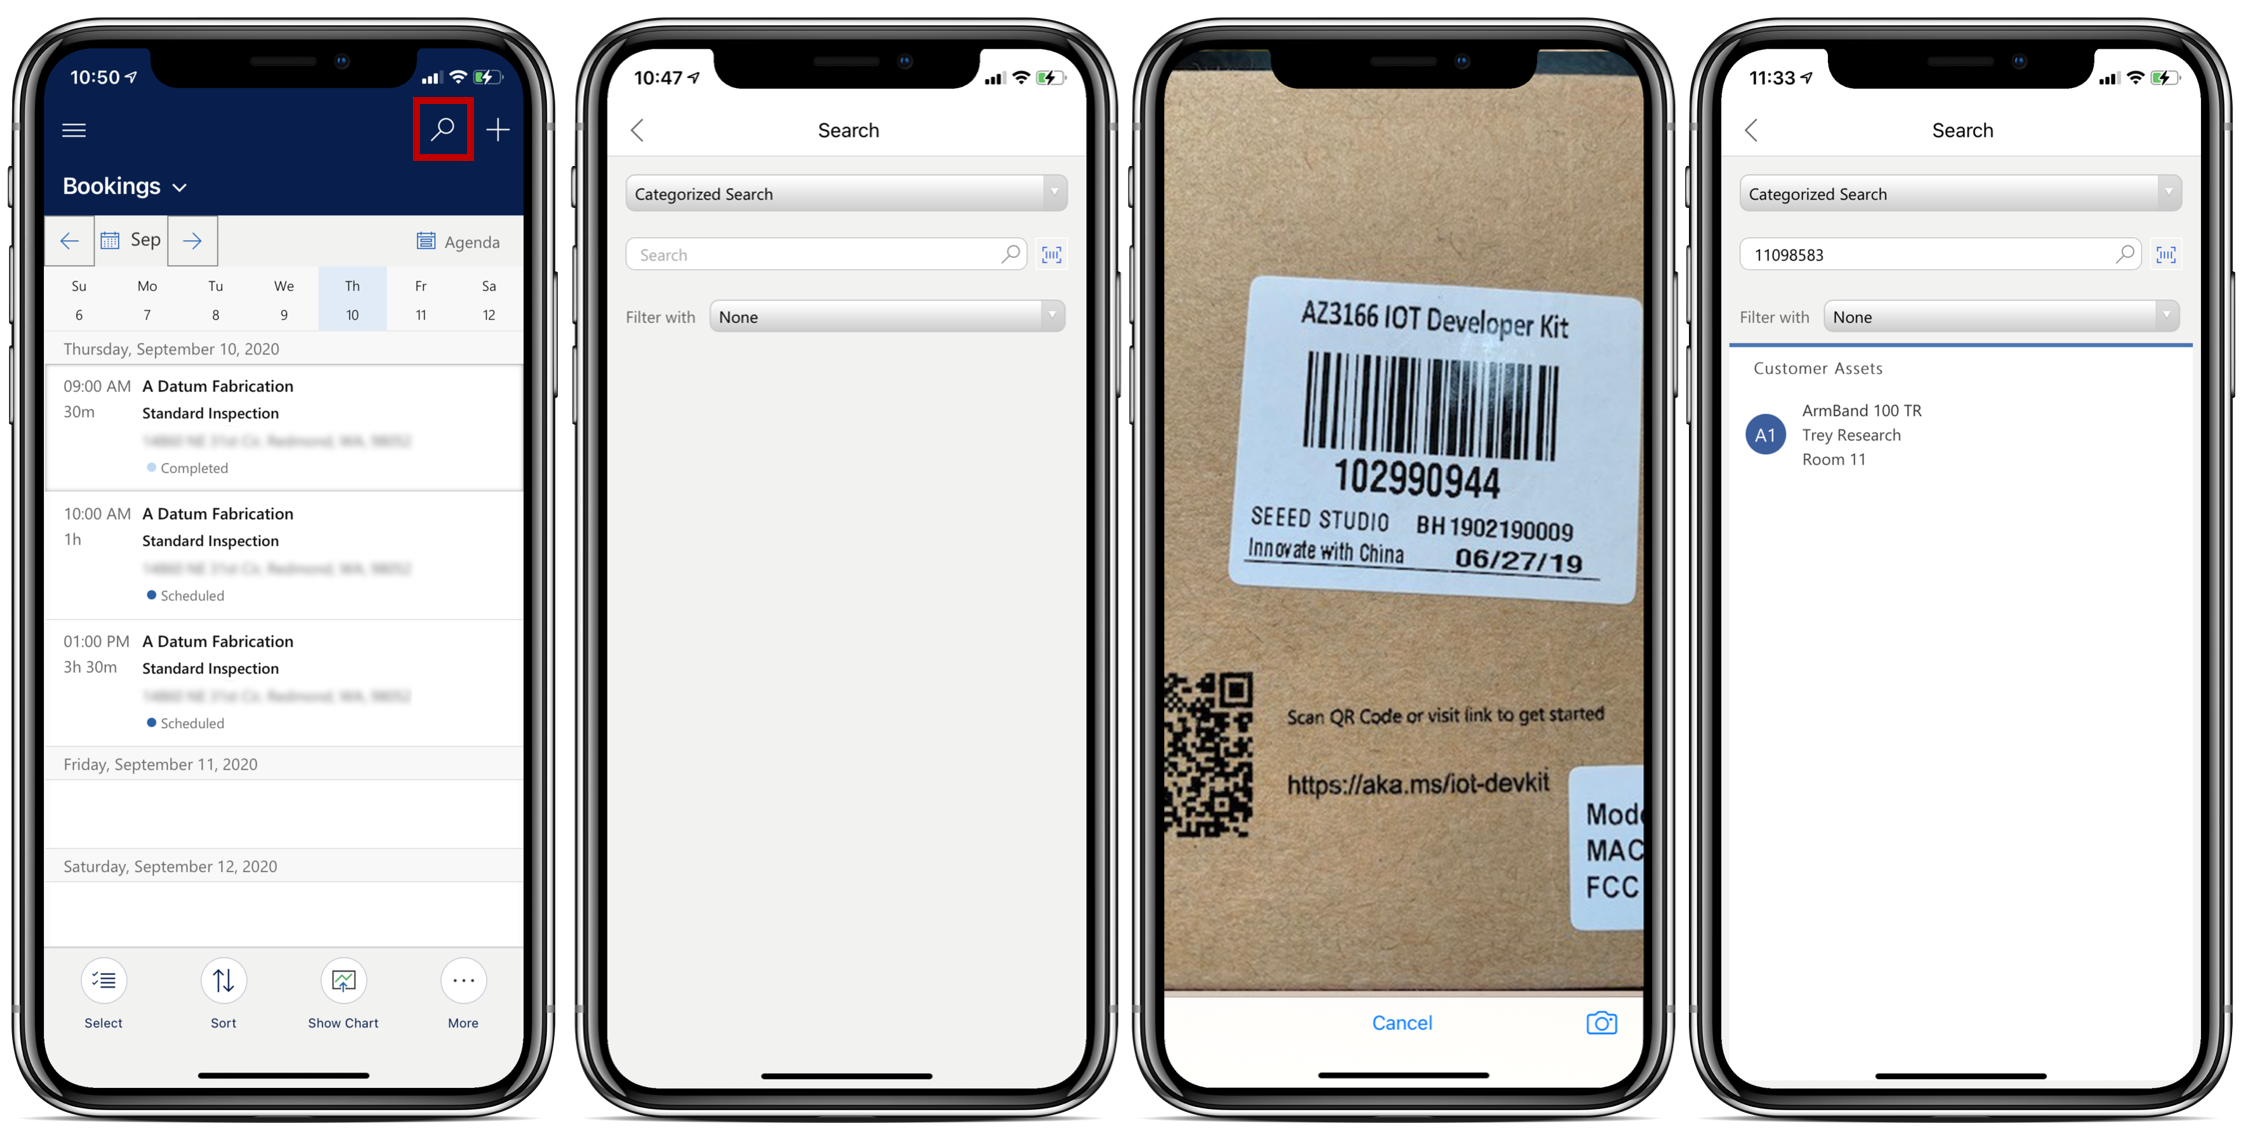 10:50
Bookings
Sep
Agenda
Su Mo Tu We Th Fr Sa
6 7 8 9 10 11 12
Thursday, September 10, 2020
09:00 AM A Datum Fabrication
30m Standard Inspection
Completed
10:00 AM A Datum Fabrication
1h Standard Inspection
Scheduled
01:00 PM A Datum Fabrication
3h 30m Standard Inspection
Scheduled
Friday, September 11, 2020
Saturday, September 12, 2020
Select Sort Show Chart More
10:47
Search
Categorized Search
Search
Filter with None
AZ3166 IOT Developer Kit
102990944
SEEED STUDIO BH1902190009
Innovate with China 06/27/19
Scan QR Code or visit link to get started
https://aka.ms/iot-devkit
MAC
FCC
Cancel
11:33
Search
Categorized Search
11098583
Filter with None
Customer Assets
A1
ArmBand 100 TR
Trey Research
Room 11